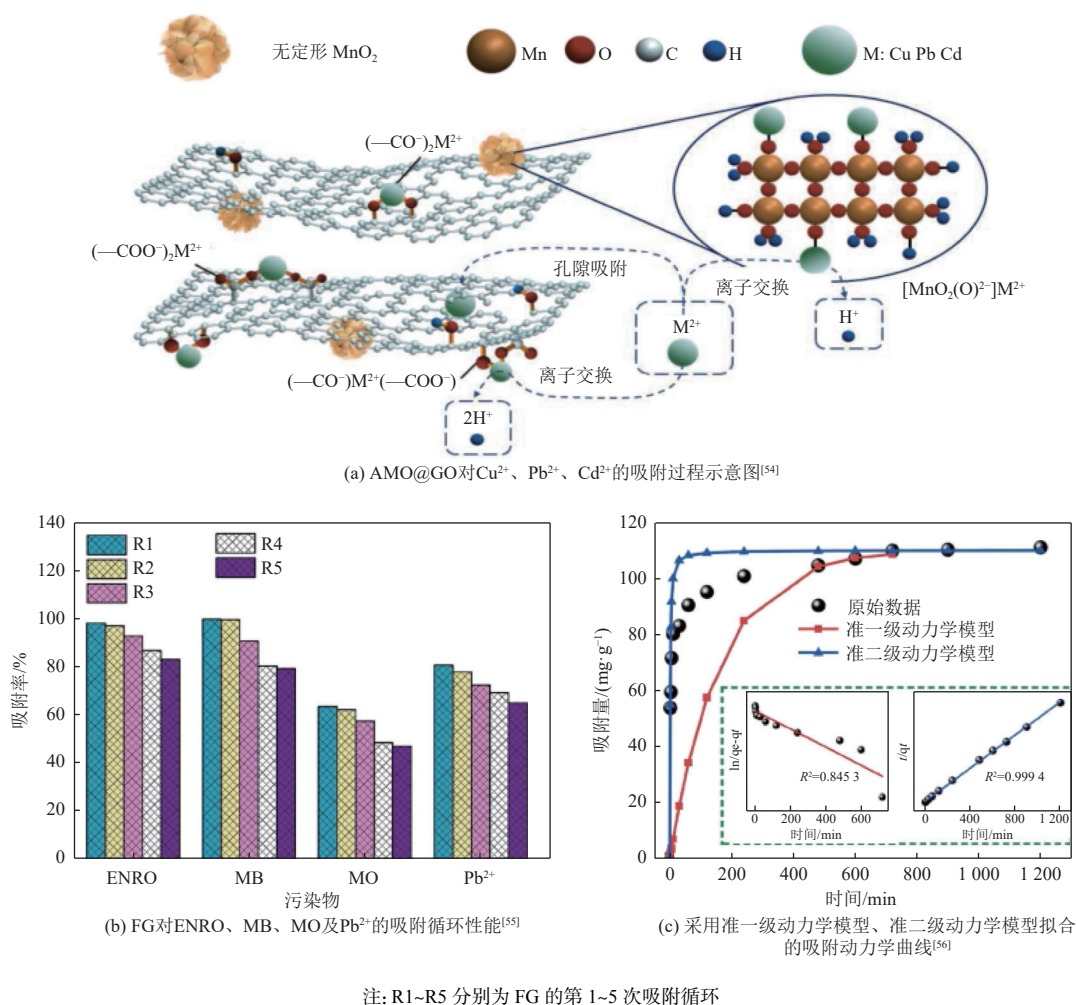 无定形 MnO₂ Mn O C H M: Cu Pb Cd
(—CO⁻)₂M²⁺
(—COO⁻)₂M²⁺
孔隙吸附
离子交换
[MnO₂(O)²⁻]M²⁺
M²⁺
H⁺
(—CO⁻)M²⁺(—COO⁻)
离子交换
2H⁺
(a) AMO@GO对Cu²⁺、Pb²⁺、Cd²⁺的吸附过程示意图[54]
吸附率/%
140
120
100
80
60
40
20
0
R1 R4
R2 R5
R3
ENRO MB MO Pb²⁺
污染物
(b) FG对ENRO、MB、MO及Pb²⁺的吸附循环性能[55]
吸附量/(mg·g⁻¹)
120
100
80
60
40
20
0
原始数据
准一级动力学模型
准二级动力学模型
ln/qe-qt
R²=0.845 3
0 200 400 600
时间/min
t/qt
R²=0.999 4
0 400 800 1 200
时间/min
0 200 400 600 800 1 000 1 200
时间/min
(c) 采用准一级动力学模型、准二级动力学模型拟合
的吸附动力学曲线[56]
注: R1~R5 分别为 FG 的第 1~5 次吸附循环